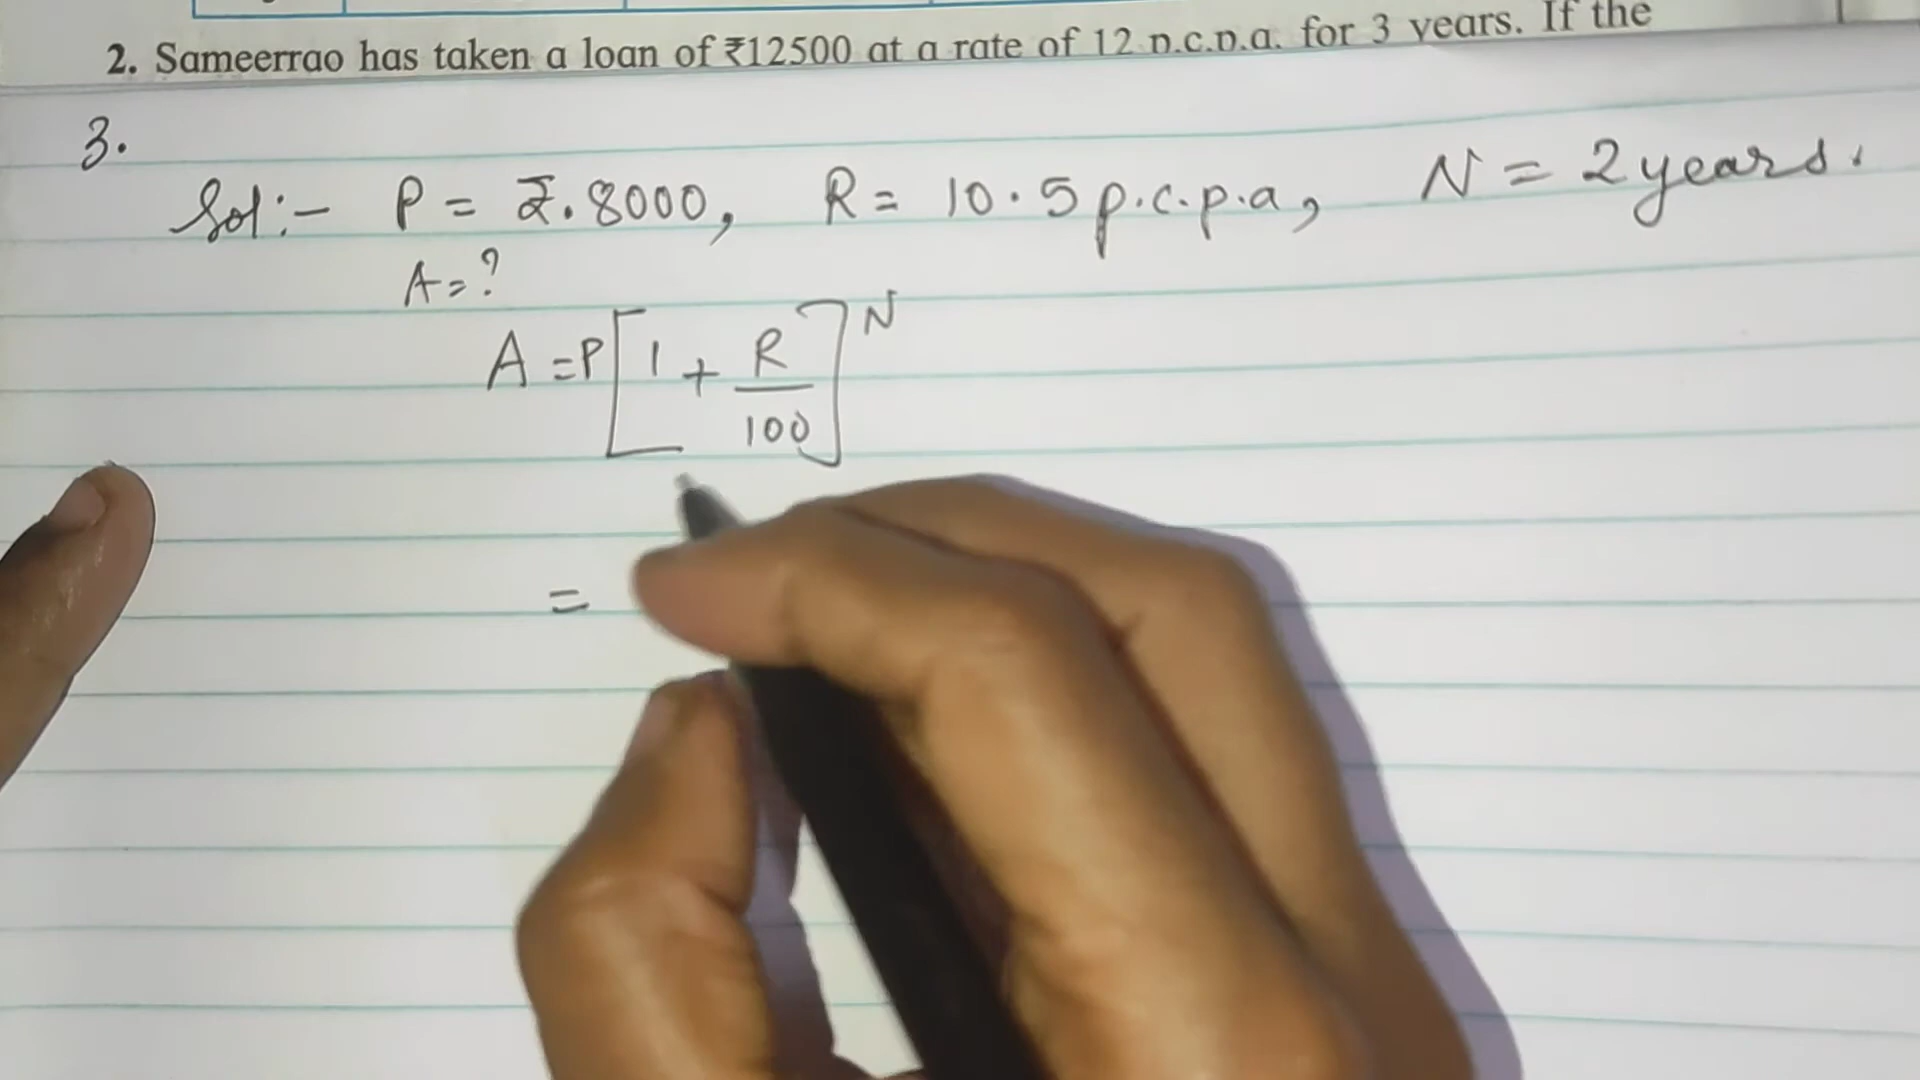 2. Sameerrao has taken a loan of ₹12500 at a rate of 12 p.c.p.a. for 3 years. If the
3.
Sol:- P = ₹.8000, R = 10.5 p.c.p.a, N = 2 years.
A = ?
A = P[1 + R/100]^N
=